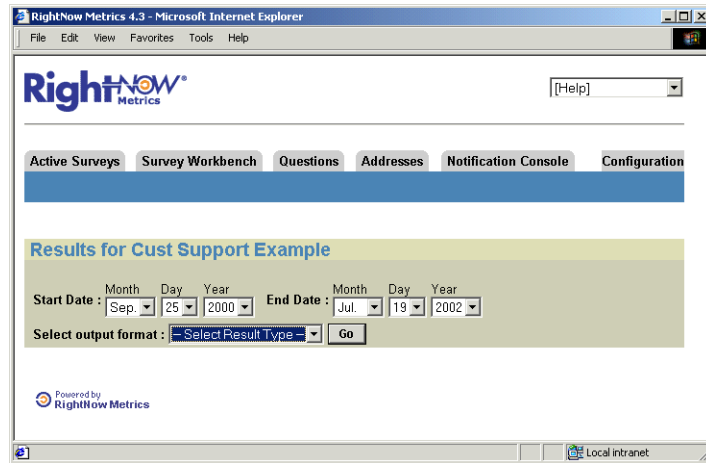 RightNow Metrics 4.3 - Microsoft Internet Explorer
File Edit View Favorites Tools Help
RightNOW®
Metrics
[Help]
Active Surveys Survey Workbench Questions Addresses Notification Console Configuration
Results for Cust Support Example
Month Day Year Month Day Year
Start Date : Sep. 25 2000 End Date : Jul. 19 2002
Select output format : -- Select Result Type -- Go
Powered by
RightNow Metrics
Local intranet